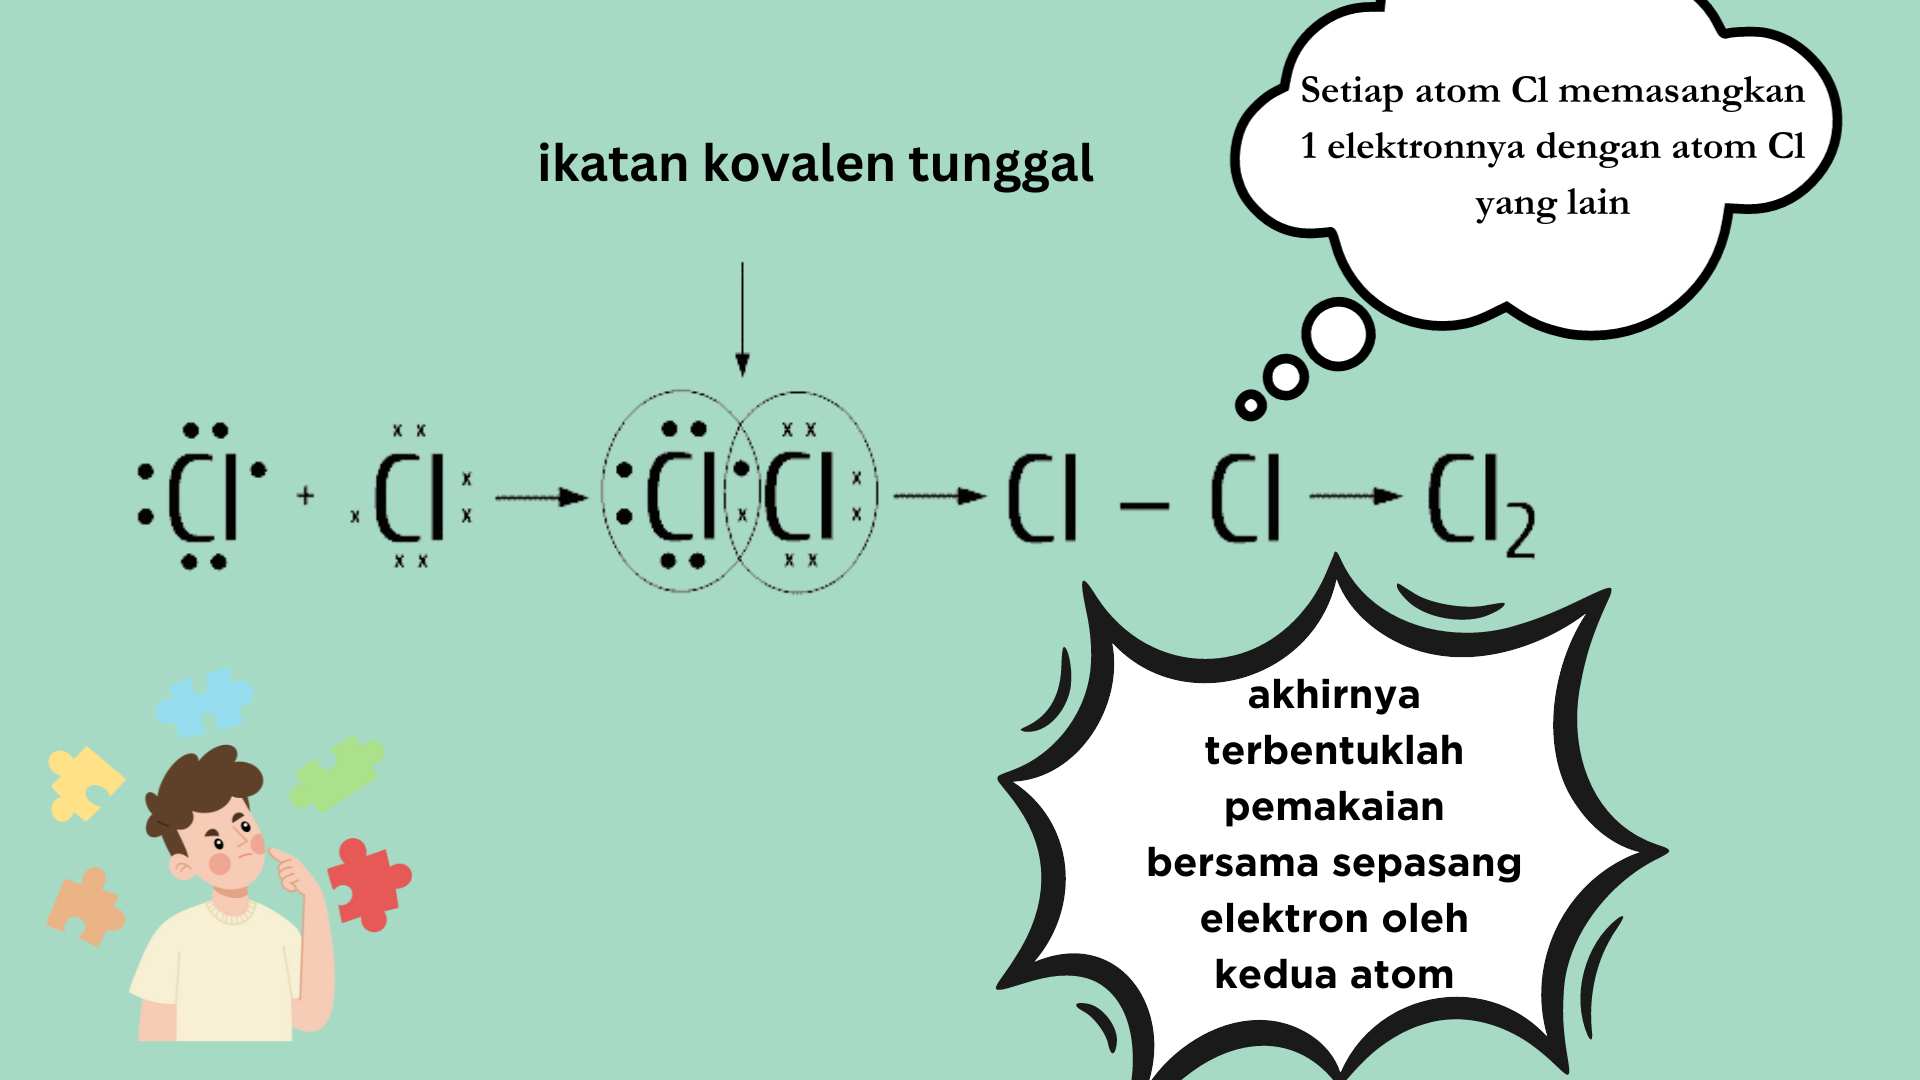 Setiap atom Cl memasangkan
1 elektronnya dengan atom Cl
yang lain
ikatan kovalen tunggal
Cl + Cl → Cl Cl → Cl – Cl → Cl₂
akhirnya
terbentuklah
pemakaian
bersama sepasang
elektron oleh
kedua atom